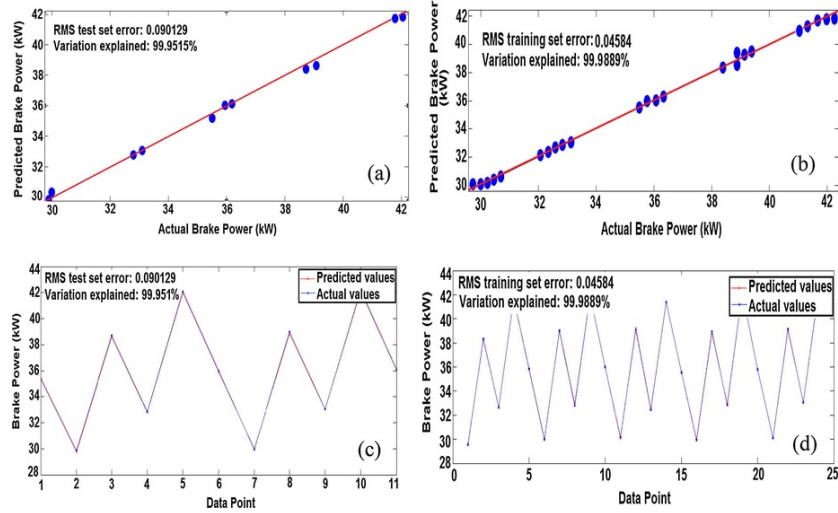 RMS test set error: 0.090129
Variation explained: 99.9515%
Predicted Brake Power (kW)
42
40
38
36
34
32
30
30 32 34 36 38 40 42
Actual Brake Power (kW)
(a)
RMS training set error: 0.04584
Variation explained: 99.9889%
Predicted Brake Power
(kW)
42
40
38
36
34
32
30
30 32 34 36 38 40 42
Actual Brake Power (kW)
(b)
RMS test set error: 0.090129
Variation explained: 99.951%
Predicted values
Actual values
Brake Power (kW)
44
42
40
38
36
34
32
30
28
1 2 3 4 5 6 7 8 9 10 11
Data Point
(c)
RMS training set error: 0.04584
Variation explained: 99.9889%
Predicted values
Actual values
Brake Power (kW)
44
42
40
38
36
34
32
30
28
0 5 10 15 20 25
Data Point
(d)